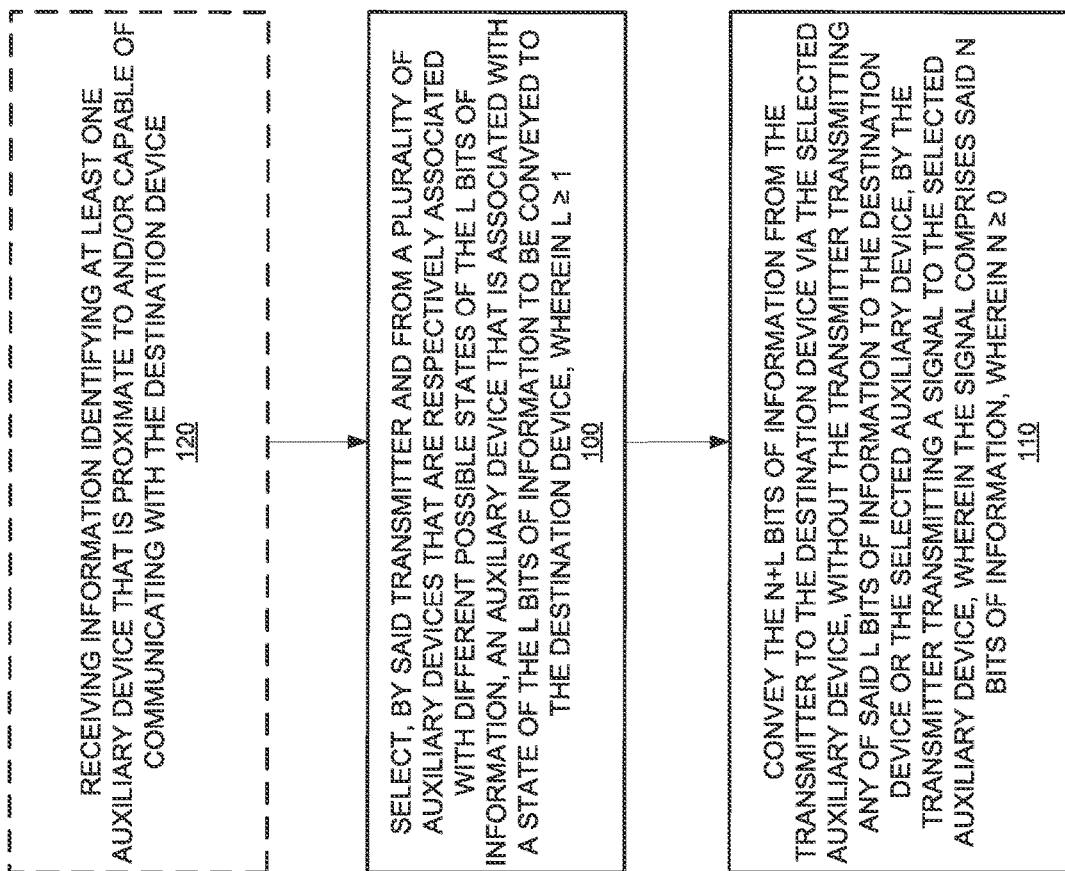 RECEIVING INFORMATION IDENTIFYING AT LEAST ONE
AUXILIARY DEVICE THAT IS PROXIMATE TO AND/OR CAPABLE OF
COMMUNICATING WITH THE DESTINATION DEVICE
120
SELECT, BY SAID TRANSMITTER AND FROM A PLURALITY OF
AUXILIARY DEVICES THAT ARE RESPECTIVELY ASSOCIATED
WITH DIFFERENT POSSIBLE STATES OF THE L BITS OF
INFORMATION, AN AUXILIARY DEVICE THAT IS ASSOCIATED WITH
A STATE OF THE L BITS OF INFORMATION TO BE CONVEYED TO
THE DESTINATION DEVICE, WHEREIN L ≥ 1
100
CONVEY THE N+L BITS OF INFORMATION FROM THE
TRANSMITTER TO THE DESTINATION DEVICE VIA THE SELECTED
AUXILIARY DEVICE, WITHOUT THE TRANSMITTER TRANSMITTING
ANY OF SAID L BITS OF INFORMATION TO THE DESTINATION
DEVICE OR THE SELECTED AUXILIARY DEVICE, BY THE
TRANSMITTER TRANSMITTING A SIGNAL TO THE SELECTED
AUXILIARY DEVICE, WHEREIN THE SIGNAL COMPRISES SAID N
BITS OF INFORMATION, WHEREIN N ≥ 0
110